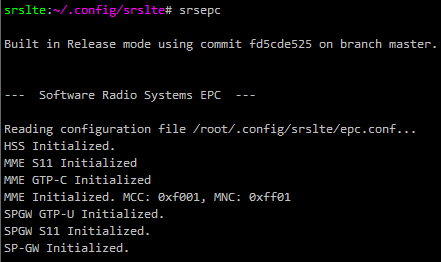 srslte:~/.config/srslte# srsepc
Built in Release mode using commit fd5cde525 on branch master.
--- Software Radio Systems EPC ---
Reading configuration file /root/.config/srslte/epc.conf...
HSS Initialized.
MME S11 Initialized
MME GTP-C Initialized
MME Initialized. MCC: 0xf001, MNC: 0xff01
SPGW GTP-U Initialized.
SPGW S11 Initialized.
SP-GW Initialized.